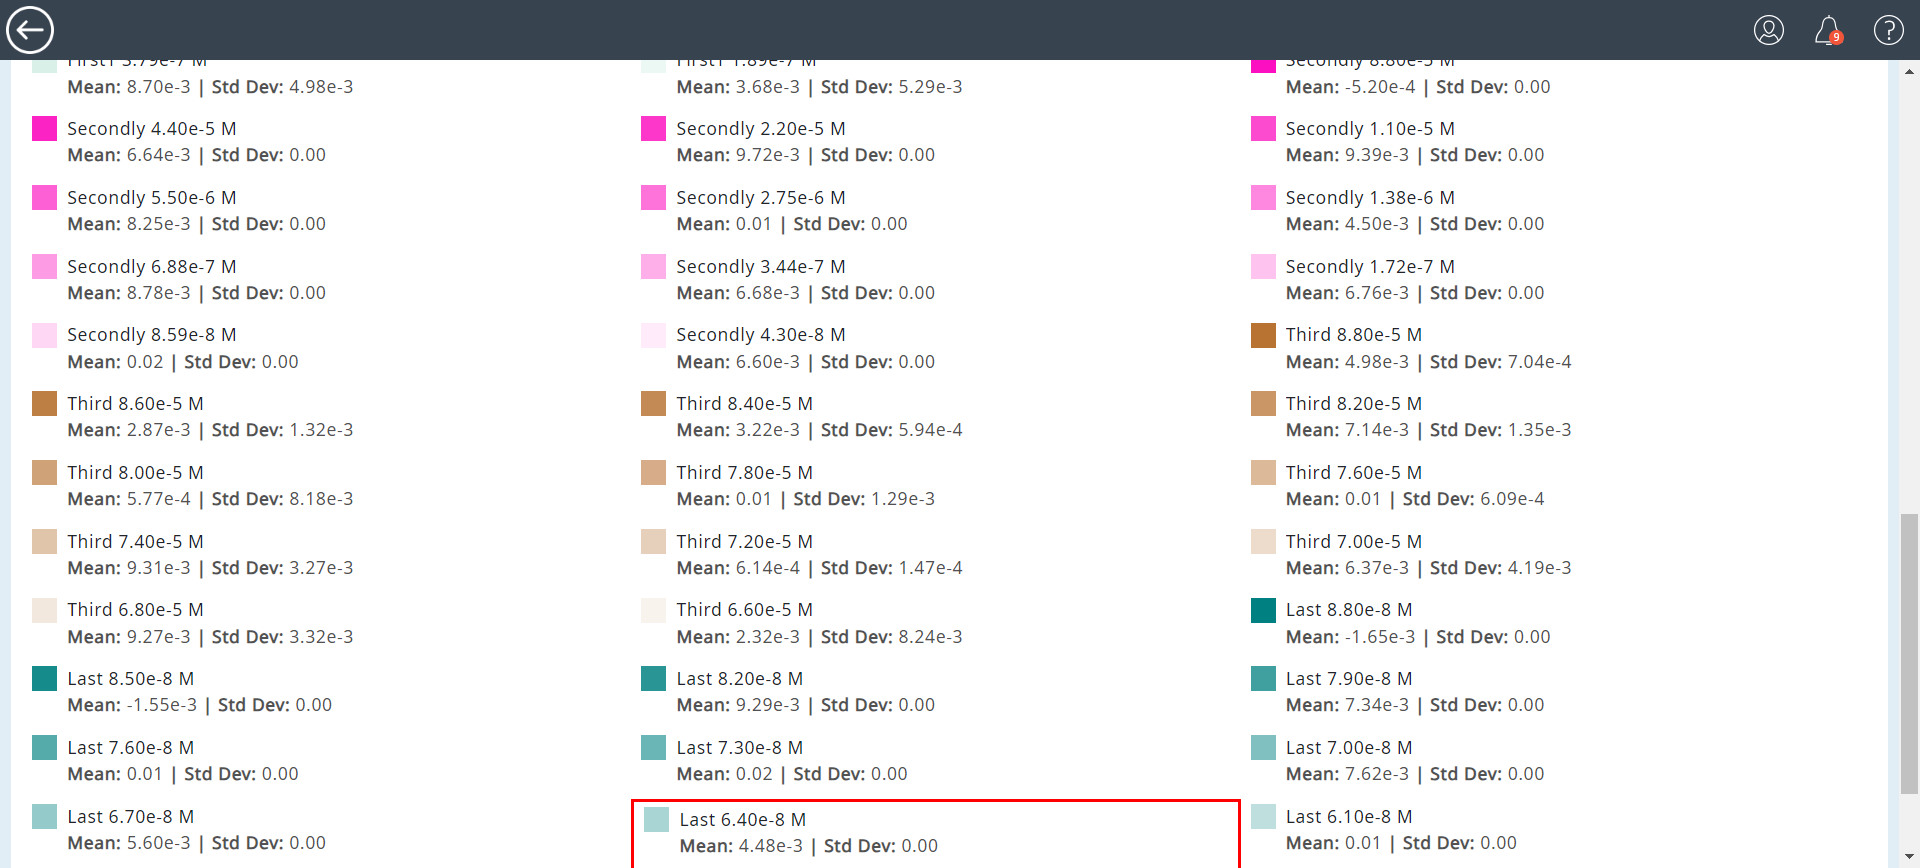 9
First1 3.79e-7 M
First1 1.89e-7 M
Secondly 8.80e-5 M
Mean: 8.70e-3 | Std Dev: 4.98e-3
Mean: 3.68e-3 | Std Dev: 5.29e-3
Mean: -5.20e-4 | Std Dev: 0.00
Secondly 4.40e-5 M
Mean: 6.64e-3 | Std Dev: 0.00
Secondly 2.20e-5 M
Mean: 9.72e-3 | Std Dev: 0.00
Secondly 1.10e-5 M
Mean: 9.39e-3 | Std Dev: 0.00
Secondly 5.50e-6 M
Mean: 8.25e-3 | Std Dev: 0.00
Secondly 2.75e-6 M
Mean: 0.01 | Std Dev: 0.00
Secondly 1.38e-6 M
Mean: 4.50e-3 | Std Dev: 0.00
Secondly 6.88e-7 M
Mean: 8.78e-3 | Std Dev: 0.00
Secondly 3.44e-7 M
Mean: 6.68e-3 | Std Dev: 0.00
Secondly 1.72e-7 M
Mean: 6.76e-3 | Std Dev: 0.00
Secondly 8.59e-8 M
Mean: 0.02 | Std Dev: 0.00
Secondly 4.30e-8 M
Mean: 6.60e-3 | Std Dev: 0.00
Third 8.80e-5 M
Mean: 4.98e-3 | Std Dev: 7.04e-4
Third 8.60e-5 M
Mean: 2.87e-3 | Std Dev: 1.32e-3
Third 8.40e-5 M
Mean: 3.22e-3 | Std Dev: 5.94e-4
Third 8.20e-5 M
Mean: 7.14e-3 | Std Dev: 1.35e-3
Third 8.00e-5 M
Mean: 5.77e-4 | Std Dev: 8.18e-3
Third 7.80e-5 M
Mean: 0.01 | Std Dev: 1.29e-3
Third 7.60e-5 M
Mean: 0.01 | Std Dev: 6.09e-4
Third 7.40e-5 M
Mean: 9.31e-3 | Std Dev: 3.27e-3
Third 7.20e-5 M
Mean: 6.14e-4 | Std Dev: 1.47e-4
Third 7.00e-5 M
Mean: 6.37e-3 | Std Dev: 4.19e-3
Third 6.80e-5 M
Mean: 9.27e-3 | Std Dev: 3.32e-3
Third 6.60e-5 M
Mean: 2.32e-3 | Std Dev: 8.24e-3
Last 8.80e-8 M
Mean: -1.65e-3 | Std Dev: 0.00
Last 8.50e-8 M
Mean: -1.55e-3 | Std Dev: 0.00
Last 8.20e-8 M
Mean: 9.29e-3 | Std Dev: 0.00
Last 7.90e-8 M
Mean: 7.34e-3 | Std Dev: 0.00
Last 7.60e-8 M
Mean: 0.01 | Std Dev: 0.00
Last 7.30e-8 M
Mean: 0.02 | Std Dev: 0.00
Last 7.00e-8 M
Mean: 7.62e-3 | Std Dev: 0.00
Last 6.70e-8 M
Mean: 5.60e-3 | Std Dev: 0.00
Last 6.40e-8 M
Mean: 4.48e-3 | Std Dev: 0.00
Last 6.10e-8 M
Mean: 0.01 | Std Dev: 0.00